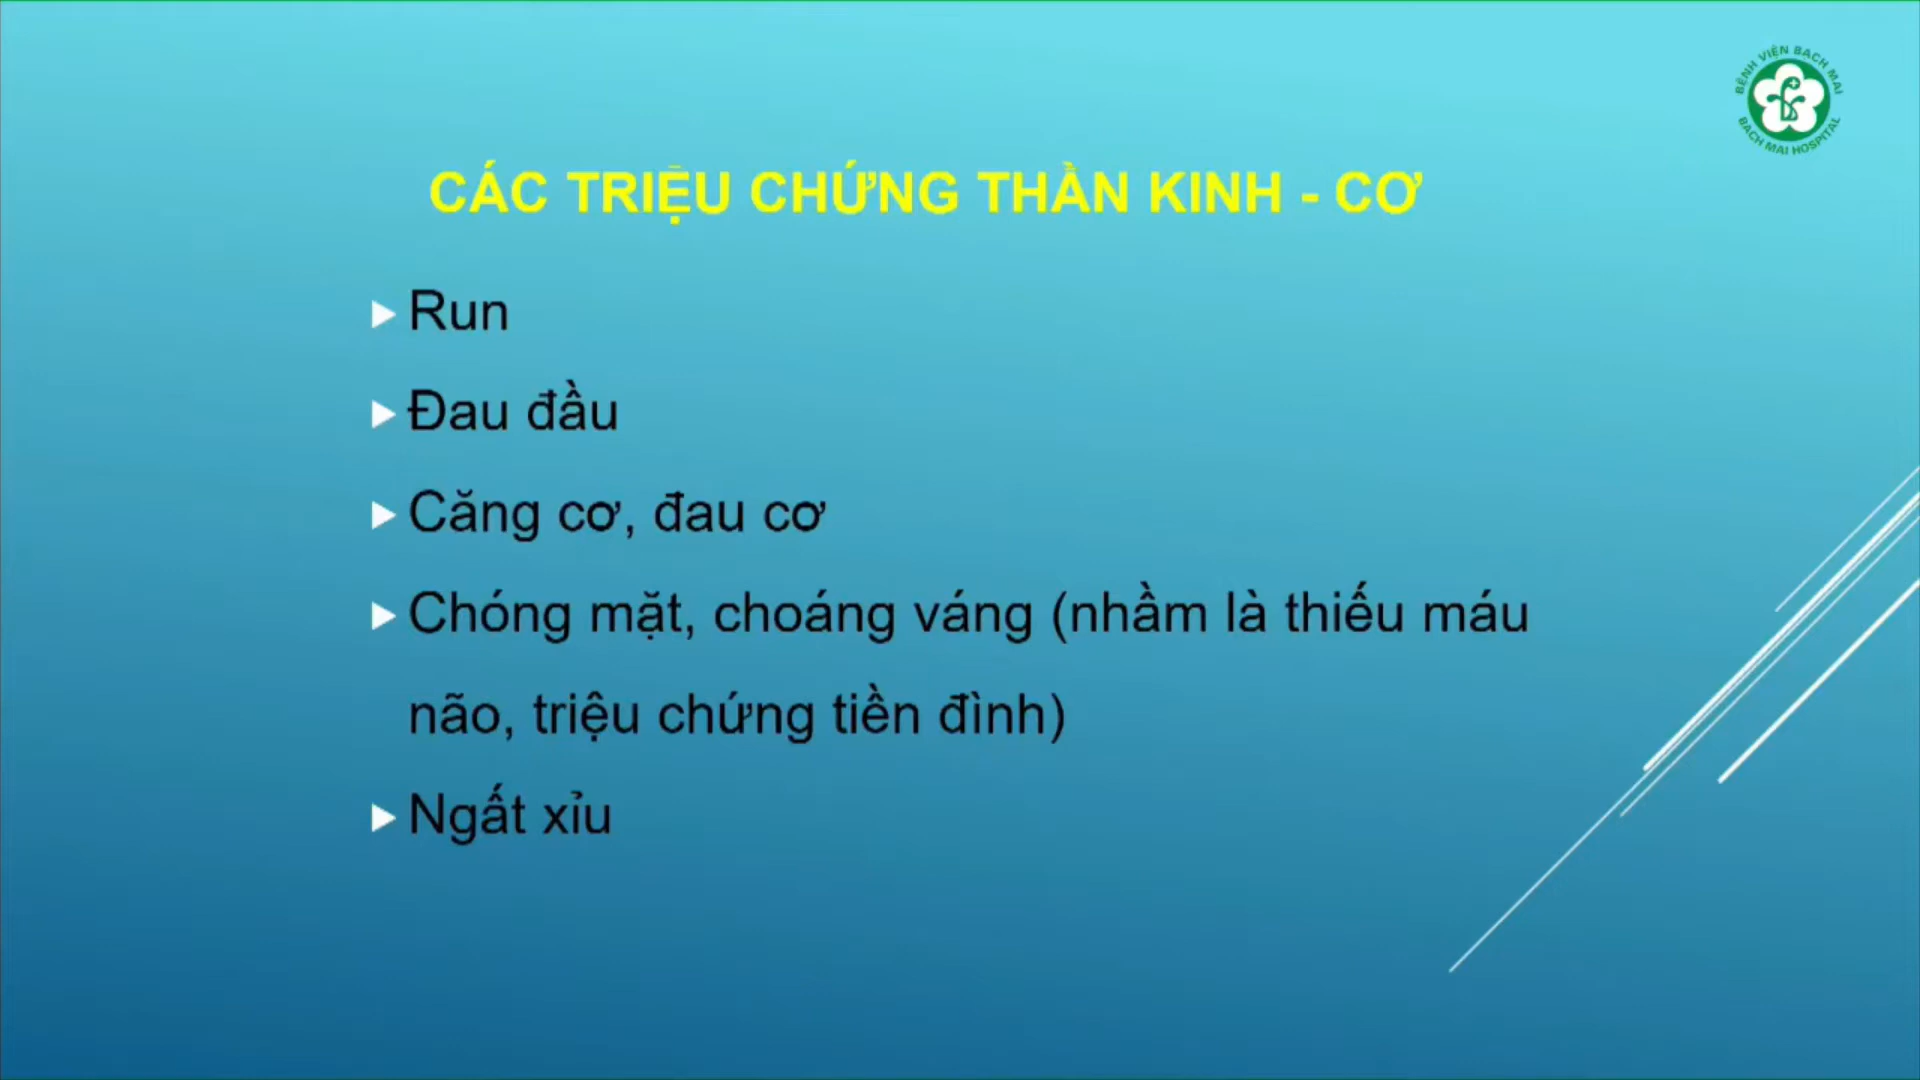 BỆNH VIỆN BẠCH MAI
BACH MAI HOSPITAL
CÁC TRIỆU CHỨNG THẦN KINH - CƠ
Run
Đau đầu
Căng cơ, đau cơ
Chóng mặt, choáng váng (nhầm là thiếu máu
não, triệu chứng tiền đình)
Ngất xỉu